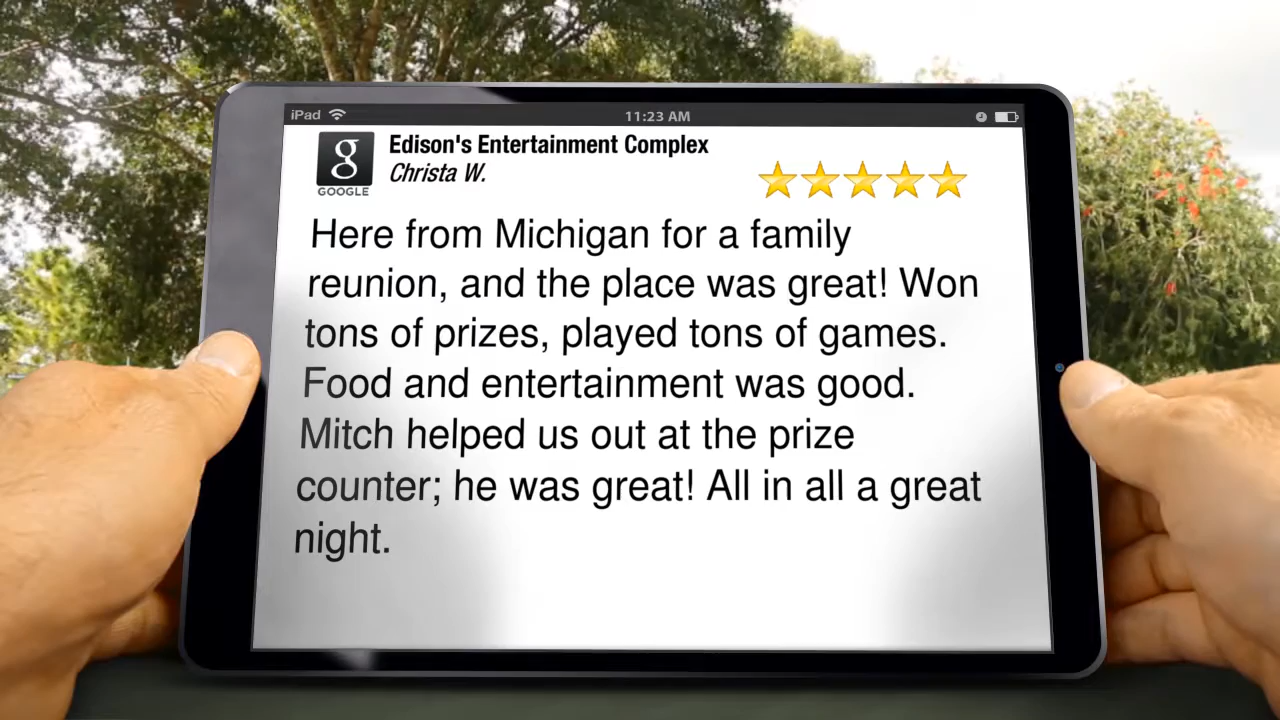 iPad 11:23 AM
g
GOOGLE
Edison's Entertainment Complex
Christa W.
Here from Michigan for a family
reunion, and the place was great! Won
tons of prizes, played tons of games.
Food and entertainment was good.
Mitch helped us out at the prize
counter; he was great! All in all a great
night.